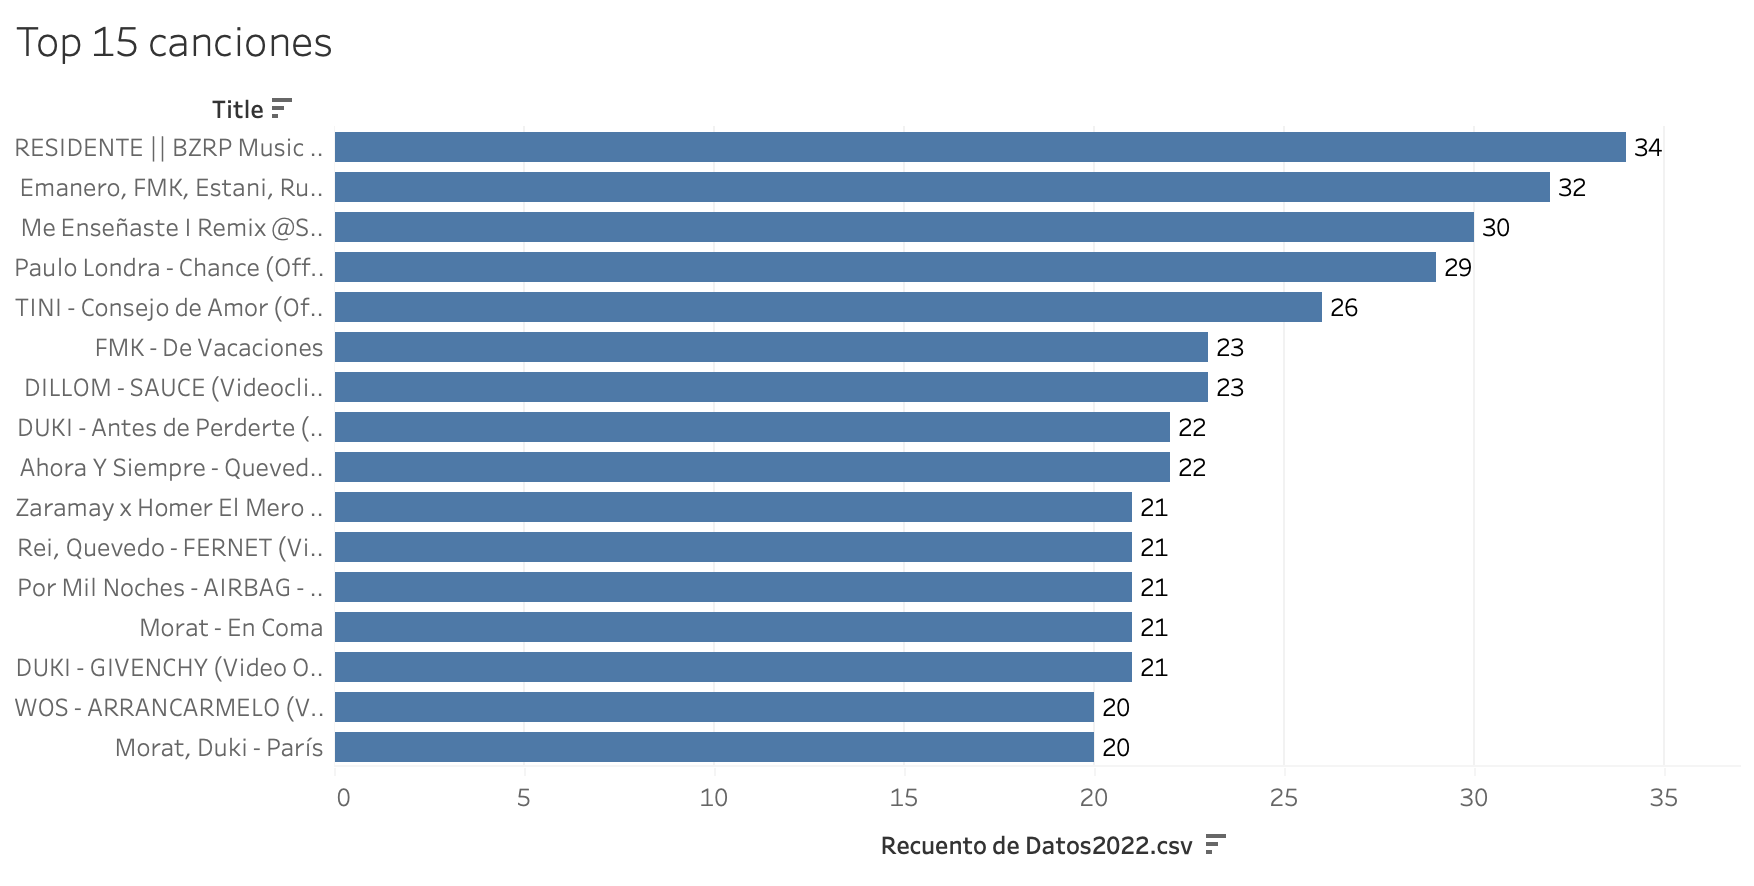 Top 15 canciones
Title
RESIDENTE || BZRP Music .. 34
Emanero, FMK, Estani, Ru.. 32
Me Enseñaste I Remix @S.. 30
Paulo Londra - Chance (Off.. 29
TINI - Consejo de Amor (Of.. 26
FMK - De Vacaciones 23
DILLOM - SAUCE (Videocli.. 23
DUKI - Antes de Perderte (.. 22
Ahora Y Siempre - Queved.. 22
Zaramay x Homer El Mero .. 21
Rei, Quevedo - FERNET (Vi.. 21
Por Mil Noches - AIRBAG - .. 21
Morat - En Coma 21
DUKI - GIVENCHY (Video O.. 21
WOS - ARRANCARMELO (V.. 20
Morat, Duki - París 20
0 5 10 15 20 25 30 35
Recuento de Datos2022.csv